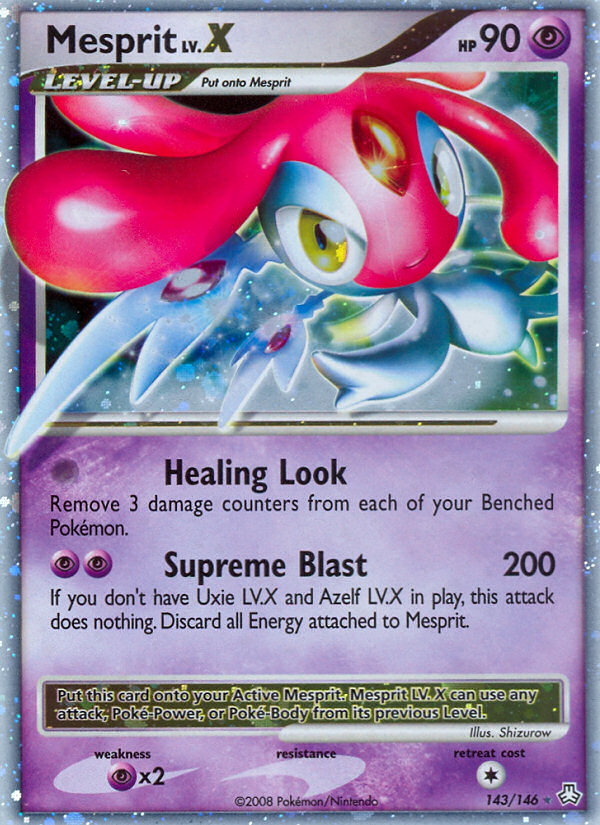 Mesprit LV.X HP 90
LEVEL-UP Put onto Mesprit
Healing Look
Remove 3 damage counters from each of your Benched
Pokémon.
Supreme Blast 200
If you don't have Uxie LV.X and Azelf LV.X in play, this attack
does nothing. Discard all Energy attached to Mesprit.
Put this card onto your Active Mesprit. Mesprit LV. X can use any
attack, Poké-Power, or Poké-Body from its previous Level.
Illus. Shizurow
weakness resistance retreat cost
x2
©2008 Pokémon/Nintendo 143/146 ★